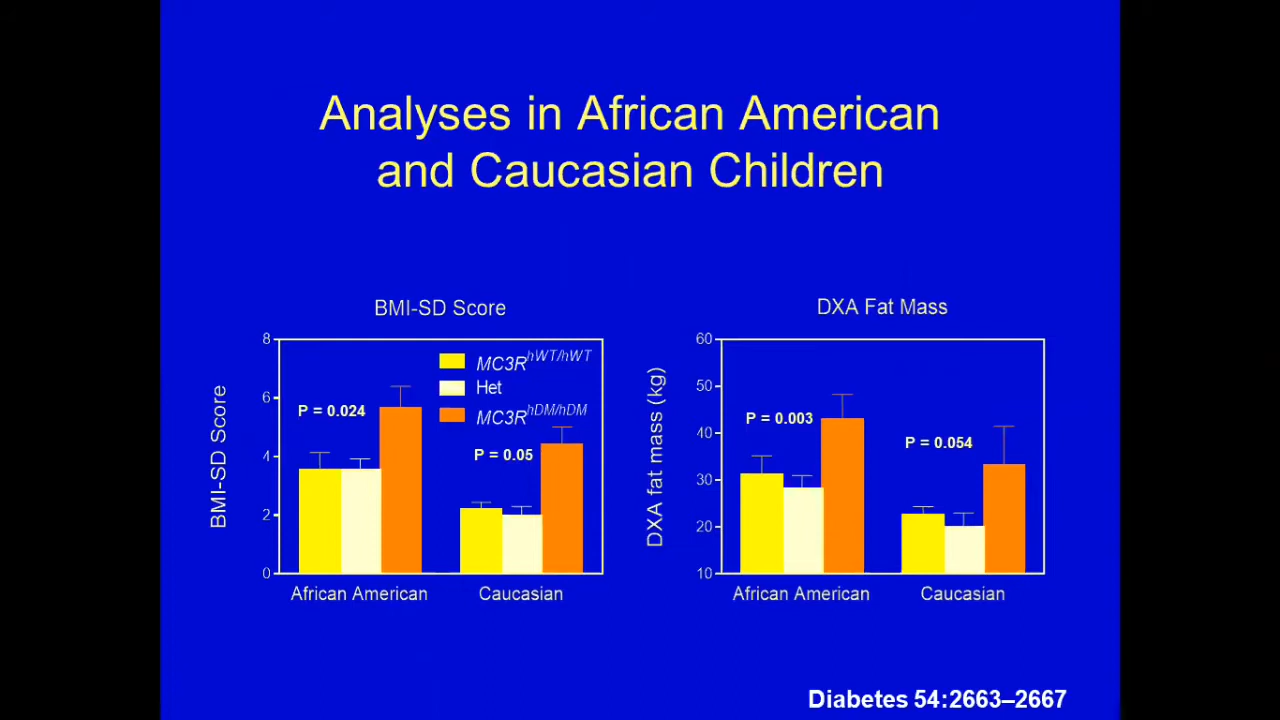 Analyses in African American
and Caucasian Children
BMI-SD Score
BMI-SD Score
8
6
4
2
0
MC3R^hWT/hWT
Het
MC3R^hDM/hDM
P = 0.024
P = 0.05
African American
Caucasian
DXA Fat Mass
DXA fat mass (kg)
60
50
40
30
20
10
P = 0.003
P = 0.054
African American
Caucasian
Diabetes 54:2663–2667